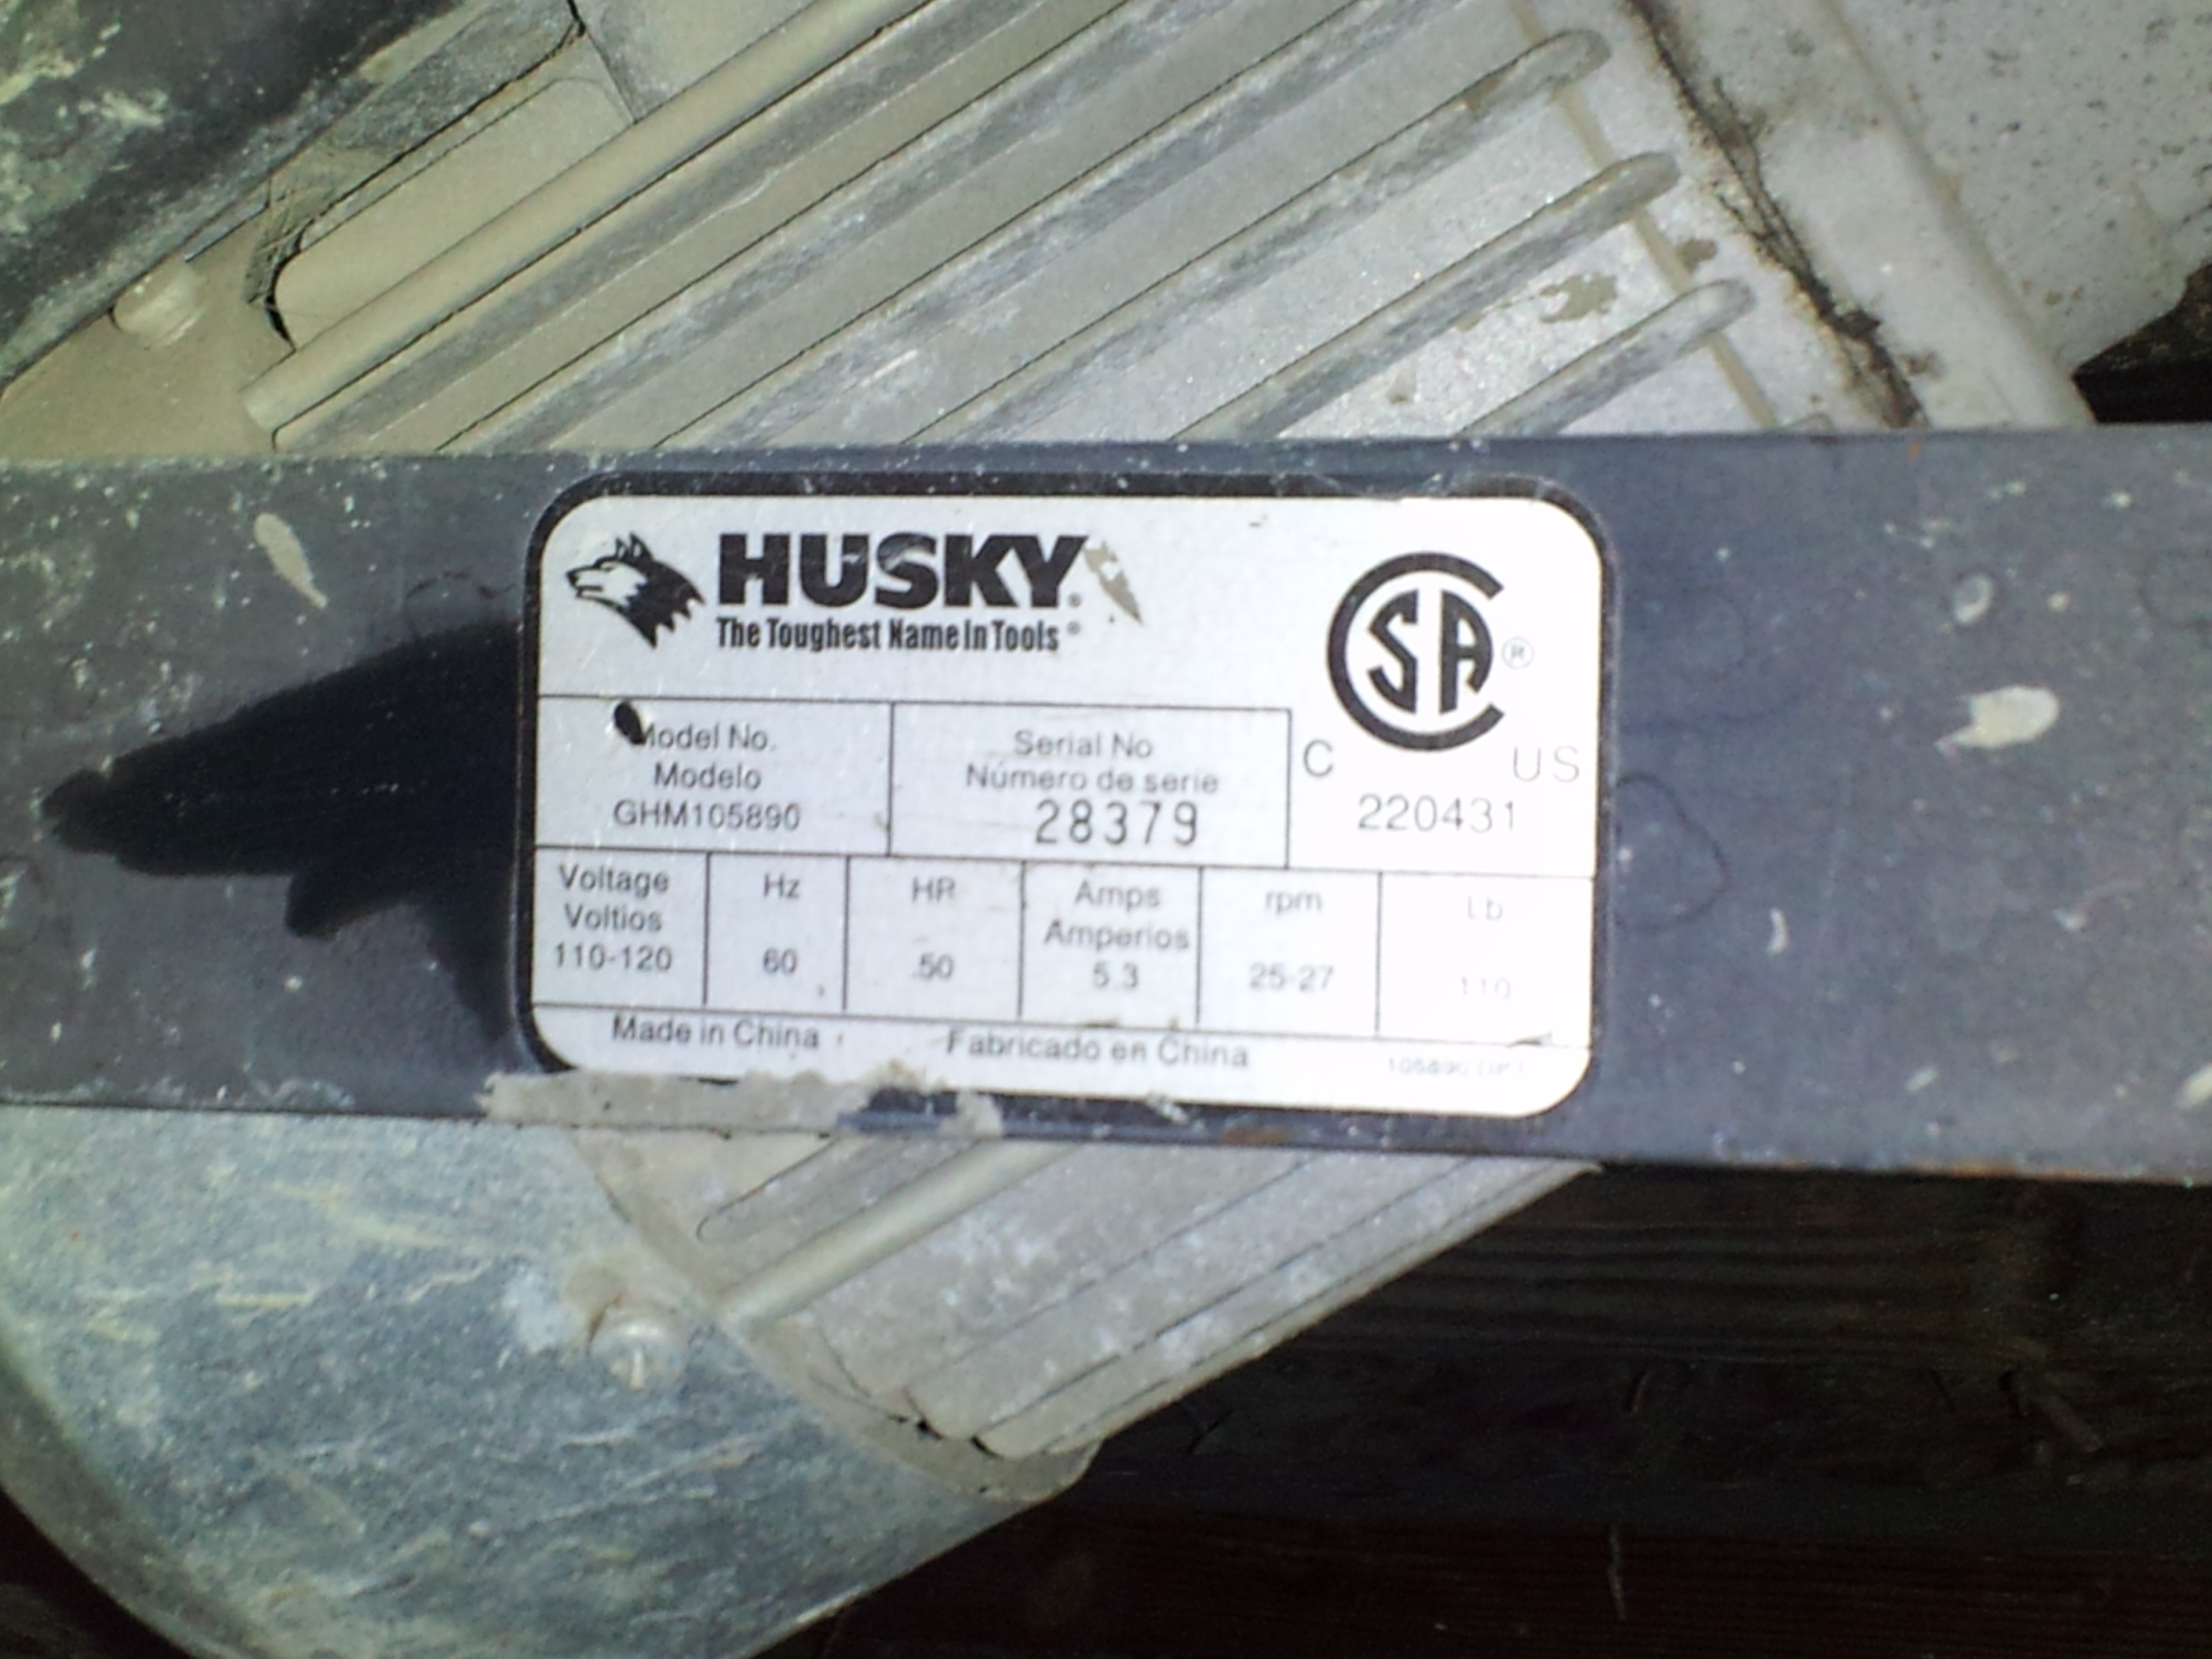 HUSKY®
The Toughest Name In Tools®
CSA®
C US
220431
Model No.
Modelo
GHM105890
Serial No
Número de serie
28379
Voltage
Voltios
110-120
Hz
60
HP
.50
Amps
Amperios
5.3
rpm
25-27
Lb
110
Made in China
Fabricado en China